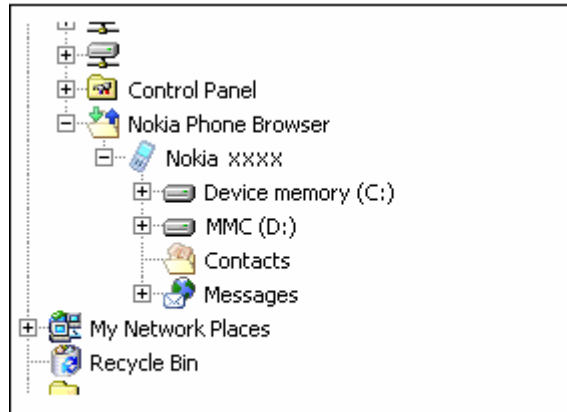 Control Panel
Nokia Phone Browser
Nokia XXXX
Device memory (C:)
MMC (D:)
Contacts
Messages
My Network Places
Recycle Bin